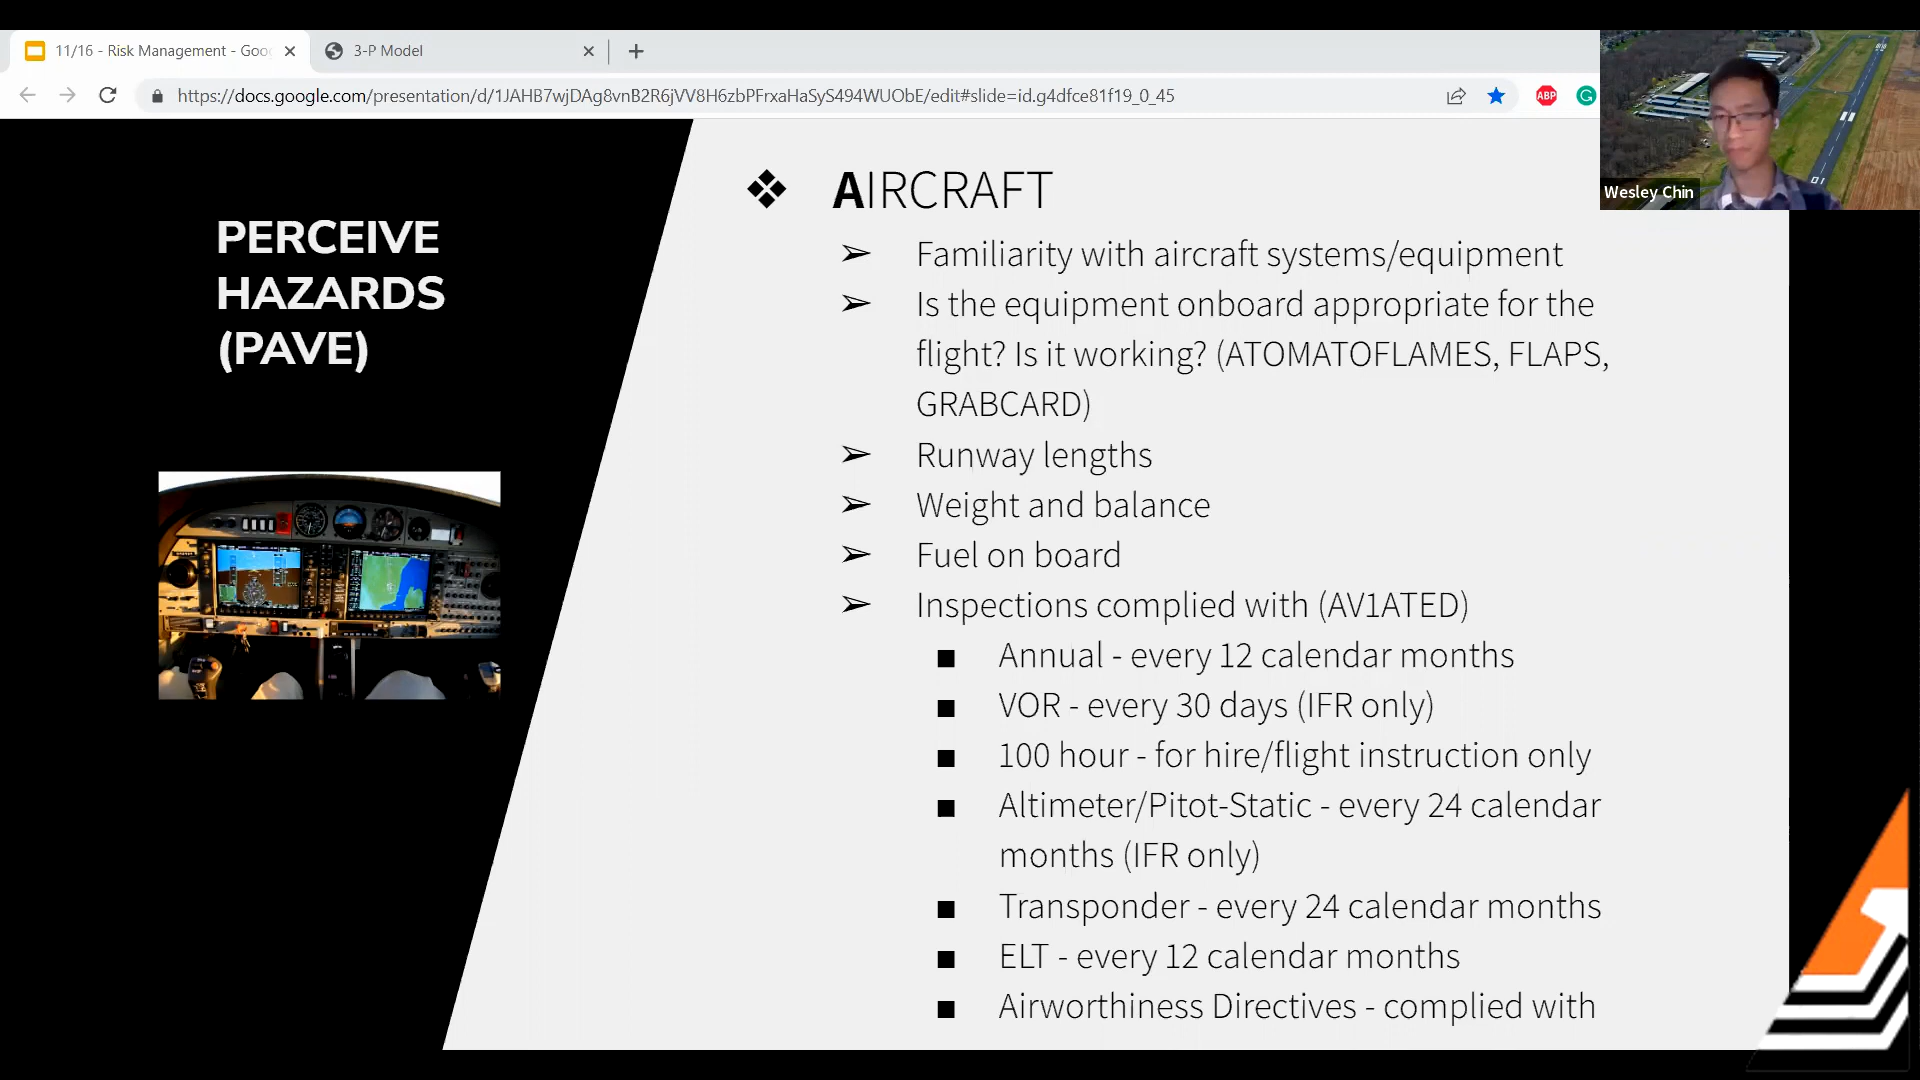 11/16 - Risk Management - Goo
3-P Model
https://docs.google.com/presentation/d/1JAHB7wjDAg8vnB2R6jVV8H6zbPFrxaHaSyS494WUObE/edit#slide=id.g4dfce81f19_0_45
ABP
Wesley Chin
PERCEIVE
HAZARDS
(PAVE)
❖ AIRCRAFT
➢ Familiarity with aircraft systems/equipment
➢ Is the equipment onboard appropriate for the
flight? Is it working? (ATOMATOFLAMES, FLAPS,
GRABCARD)
➢ Runway lengths
➢ Weight and balance
➢ Fuel on board
➢ Inspections complied with (AV1ATED)
■ Annual - every 12 calendar months
■ VOR - every 30 days (IFR only)
■ 100 hour - for hire/flight instruction only
■ Altimeter/Pitot-Static - every 24 calendar
months (IFR only)
■ Transponder - every 24 calendar months
■ ELT - every 12 calendar months
■ Airworthiness Directives - complied with